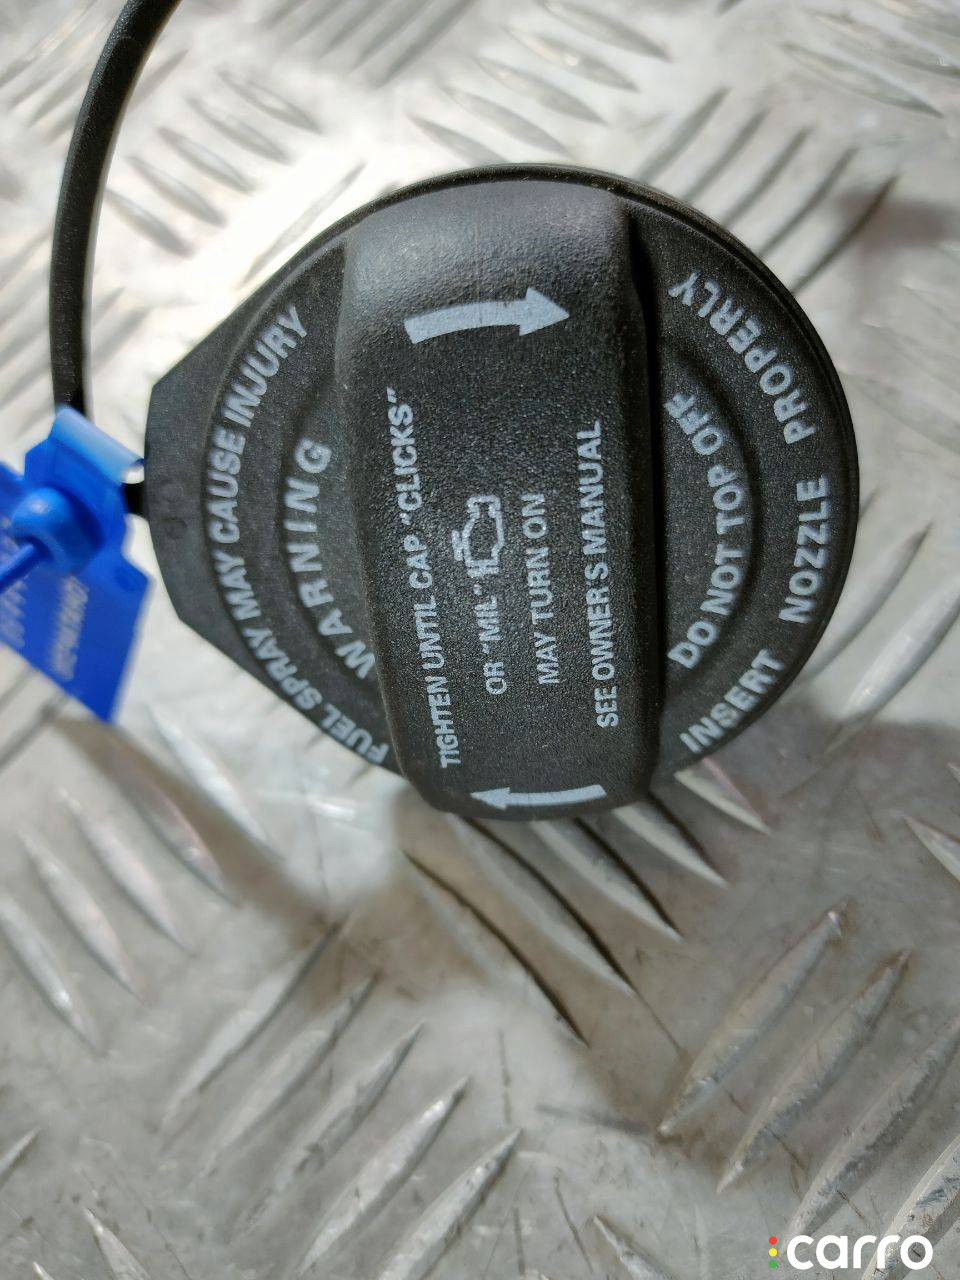 FUEL SPRAY MAY CAUSE INJURY
WARNING
TIGHTEN UNTIL CAP "CLICKS"
OR "MIL"
MAY TURN ON
SEE OWNER'S MANUAL
DO NOT TOP OFF
INSERT NOZZLE PROPERLY
carro